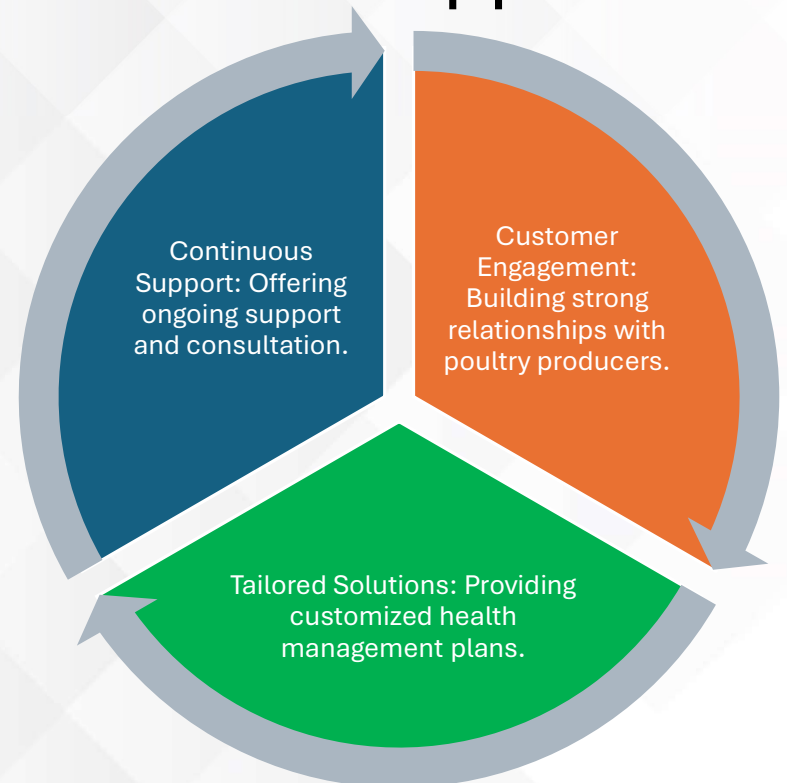 Continuous
Support: Offering
ongoing support
and consultation.
Customer
Engagement:
Building strong
relationships with
poultry producers.
Tailored Solutions: Providing
customized health
management plans.